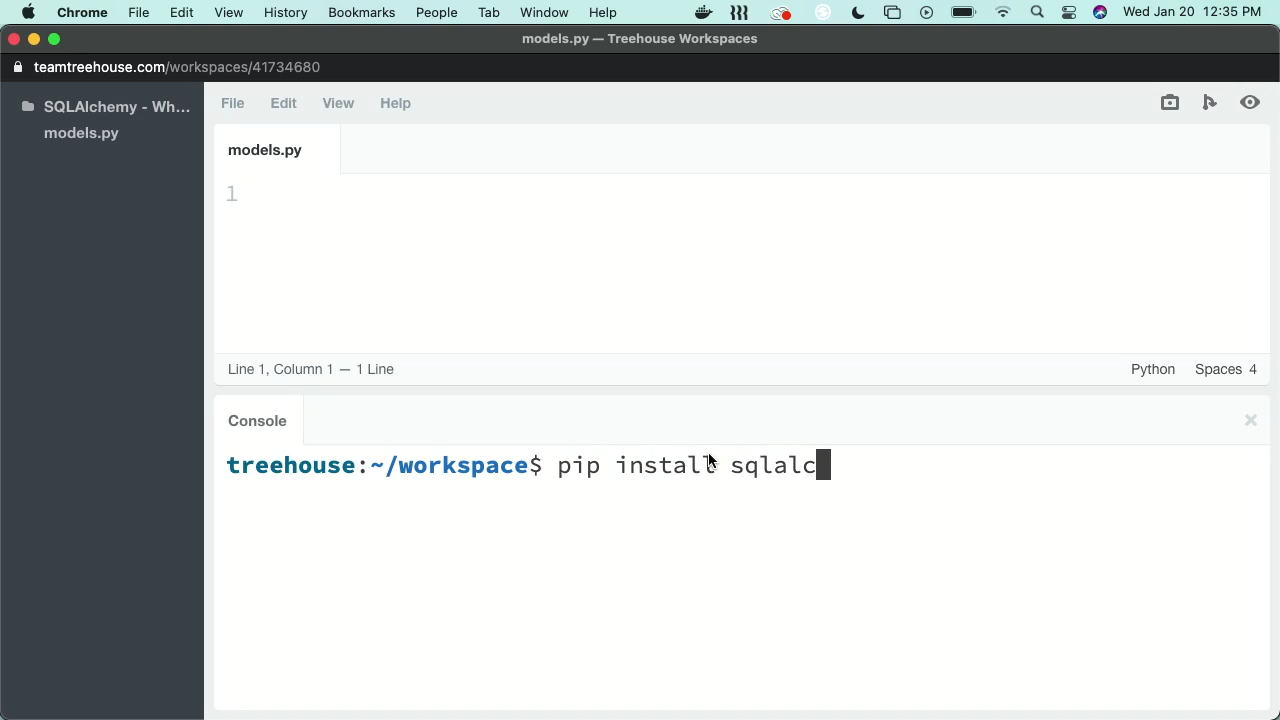 Chrome File Edit View History Bookmarks People Tab Window Help Wed Jan 20 12:35 PM
models.py — Treehouse Workspaces
teamtreehouse.com/workspaces/41734680
SQLAlchemy - Wh...
models.py
File Edit View Help
models.py
1
Line 1, Column 1 — 1 Line Python Spaces 4
Console
treehouse:~/workspace$ pip install sqlalc